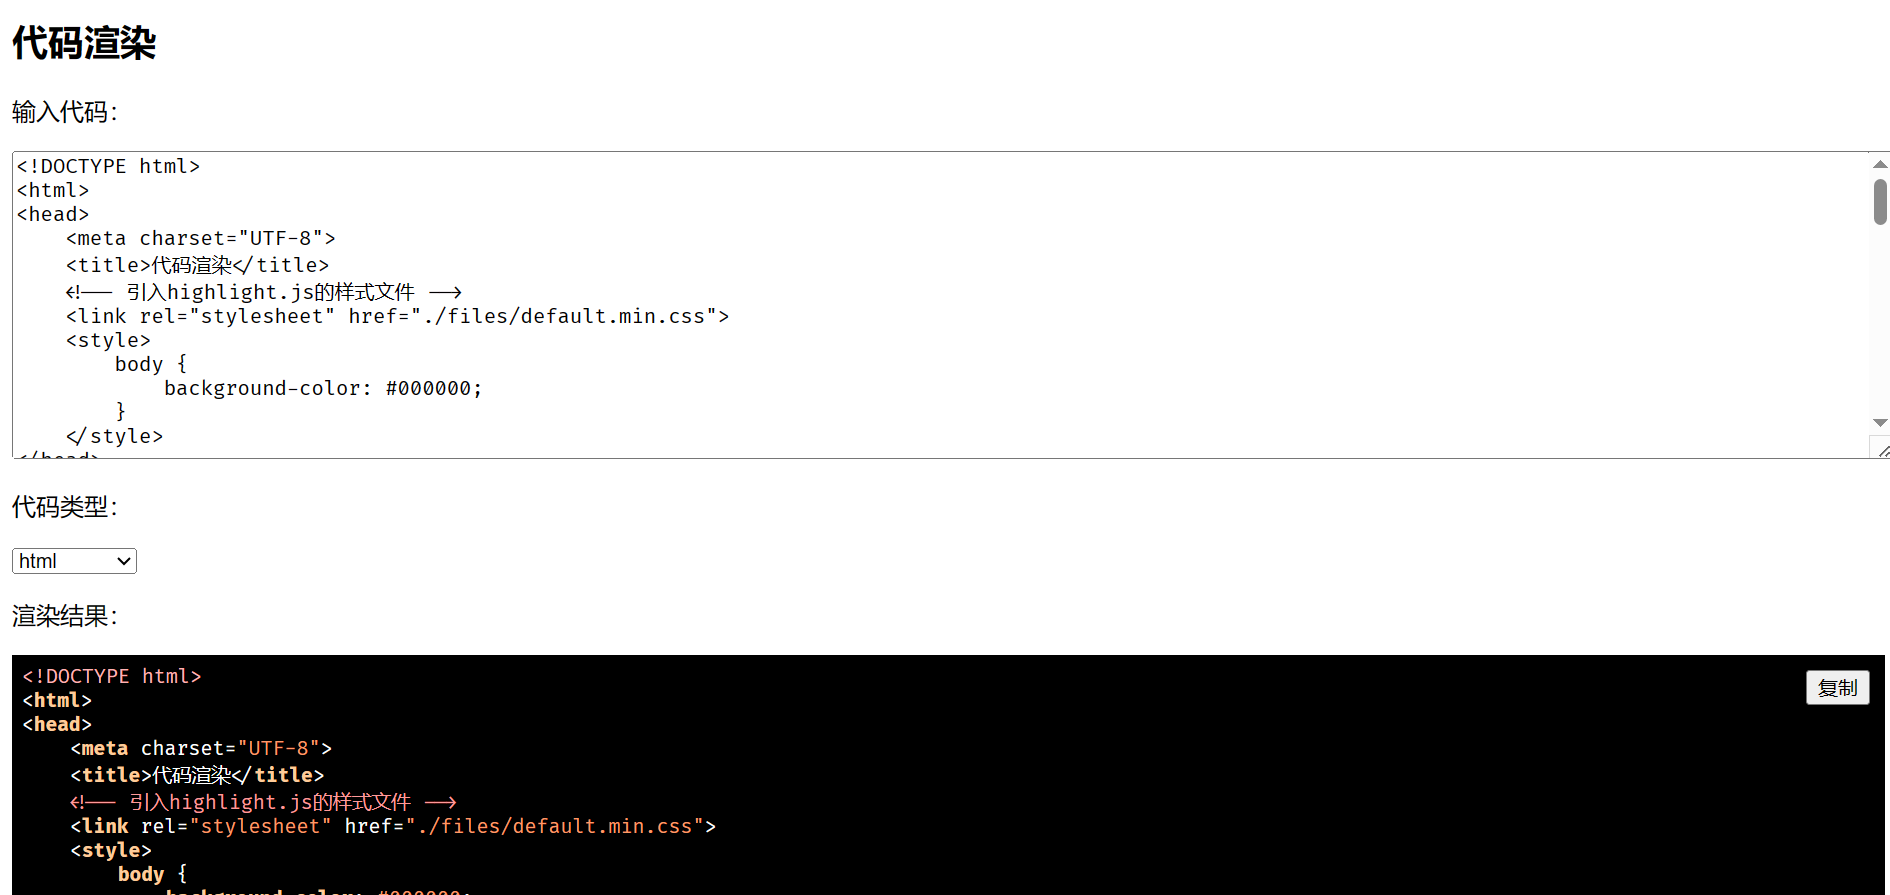 代码渲染
输入代码：
<!DOCTYPE html>
<html>
<head>
    <meta charset="UTF-8">
    <title>代码渲染</title>
    <!-- 引入highlight.js的样式文件 -->
    <link rel="stylesheet" href="./files/default.min.css">
    <style>
        body {
            background-color: #000000;
        }
    </style>
</head>
代码类型：
html
渲染结果：
<!DOCTYPE html>
复制
<html>
<head>
    <meta charset="UTF-8">
    <title>代码渲染</title>
    <!-- 引入highlight.js的样式文件 -->
    <link rel="stylesheet" href="./files/default.min.css">
    <style>
        body {
            background-color: #000000;